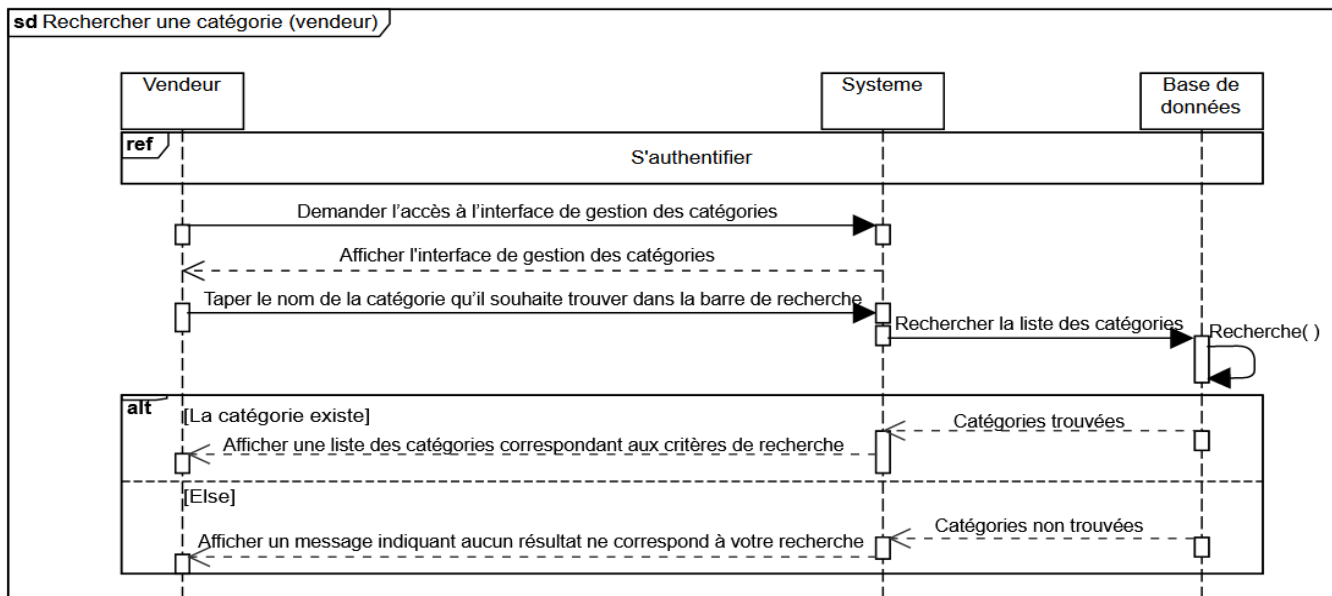 sd Rechercher une catégorie (vendeur)
Vendeur
Systeme
Base de
données
ref
S'authentifier
Demander l’accès à l’interface de gestion des catégories
Afficher l'interface de gestion des catégories
Taper le nom de la catégorie qu’il souhaite trouver dans la barre de recherche
Rechercher la liste des catégories
Recherche( )
alt
[La catégorie existe]
Catégories trouvées
Afficher une liste des catégories correspondant aux critères de recherche
[Else]
Catégories non trouvées
Afficher un message indiquant aucun résultat ne correspond à votre recherche